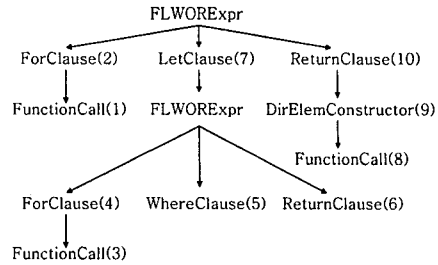 FLWORExpr
ForClause(2) LetClause(7) ReturnClause(10)
FunctionCall(1) FLWORExpr DirElemConstructor(9)
FunctionCall(8)
ForClause(4) WhereClause(5) ReturnClause(6)
FunctionCall(3)